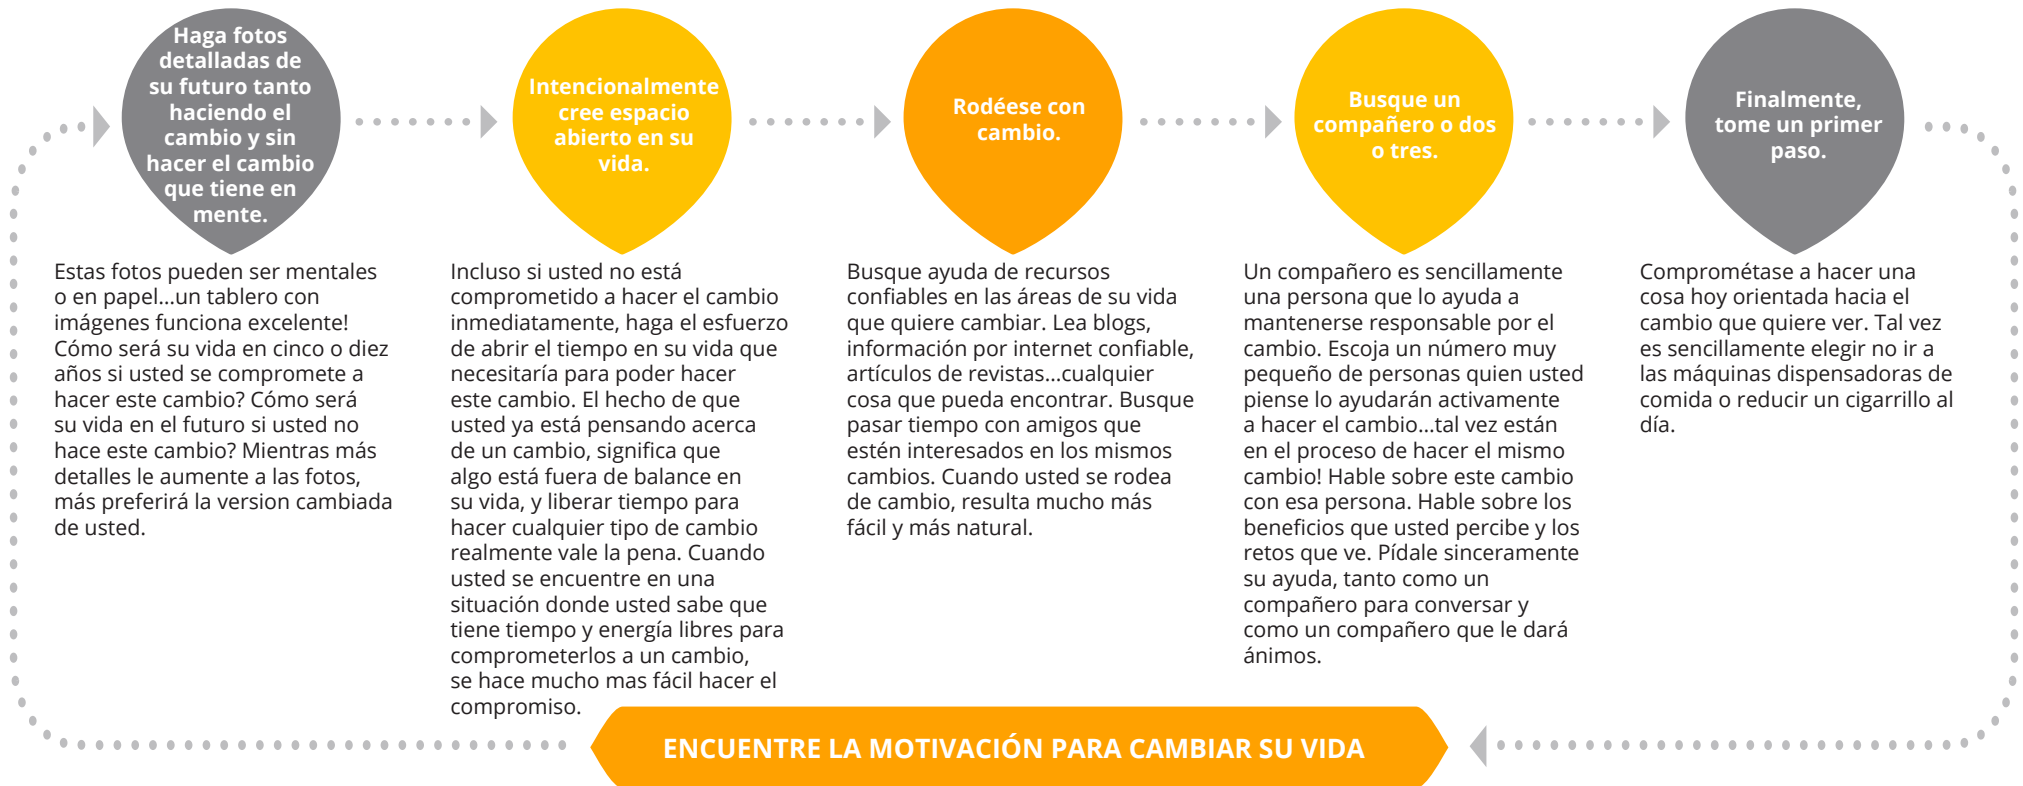 Haga fotos
detalladas de
su futuro tanto
haciendo el
cambio y sin
hacer el cambio
que tiene en
mente.
Estas fotos pueden ser mentales
o en papel...un tablero con
imágenes funciona excelente!
Cómo será su vida en cinco o diez
años si usted se compromete a
hacer este cambio? Cómo será
su vida en el futuro si usted no
hace este cambio? Mientras más
detalles le aumente a las fotos,
más preferirá la version cambiada
de usted.
Intencionalmente
cree espacio
abierto en su
vida.
Incluso si usted no está
comprometido a hacer el cambio
inmediatamente, haga el esfuerzo
de abrir el tiempo en su vida que
necesitaría para poder hacer
este cambio. El hecho de que
usted ya está pensando acerca
de un cambio, significa que
algo está fuera de balance en
su vida, y liberar tiempo para
hacer cualquier tipo de cambio
realmente vale la pena. Cuando
usted se encuentre en una
situación donde usted sabe que
tiene tiempo y energía libres para
comprometerlos a un cambio,
se hace mucho mas fácil hacer el
compromiso.
Rodéese con
cambio.
Busque ayuda de recursos
confiables en las áreas de su vida
que quiere cambiar. Lea blogs,
información por internet confiable,
artículos de revistas...cualquier
cosa que pueda encontrar. Busque
pasar tiempo con amigos que
estén interesados en los mismos
cambios. Cuando usted se rodea
de cambio, resulta mucho más
fácil y más natural.
Busque un
compañero o dos
o tres.
Un compañero es sencillamente
una persona que lo ayuda a
mantenerse responsable por el
cambio. Escoja un número muy
pequeño de personas quien usted
piense lo ayudarán activamente
a hacer el cambio...tal vez están
en el proceso de hacer el mismo
cambio! Hable sobre este cambio
con esa persona. Hable sobre los
beneficios que usted percibe y los
retos que ve. Pídale sinceramente
su ayuda, tanto como un
compañero para conversar y
como un compañero que le dará
ánimos.
Finalmente,
tome un primer
paso.
Comprométase a hacer una
cosa hoy orientada hacia el
cambio que quiere ver. Tal vez
es sencillamente elegir no ir a
las máquinas dispensadoras de
comida o reducir un cigarrillo al
día.
ENCUENTRE LA MOTIVACIÓN PARA CAMBIAR SU VIDA